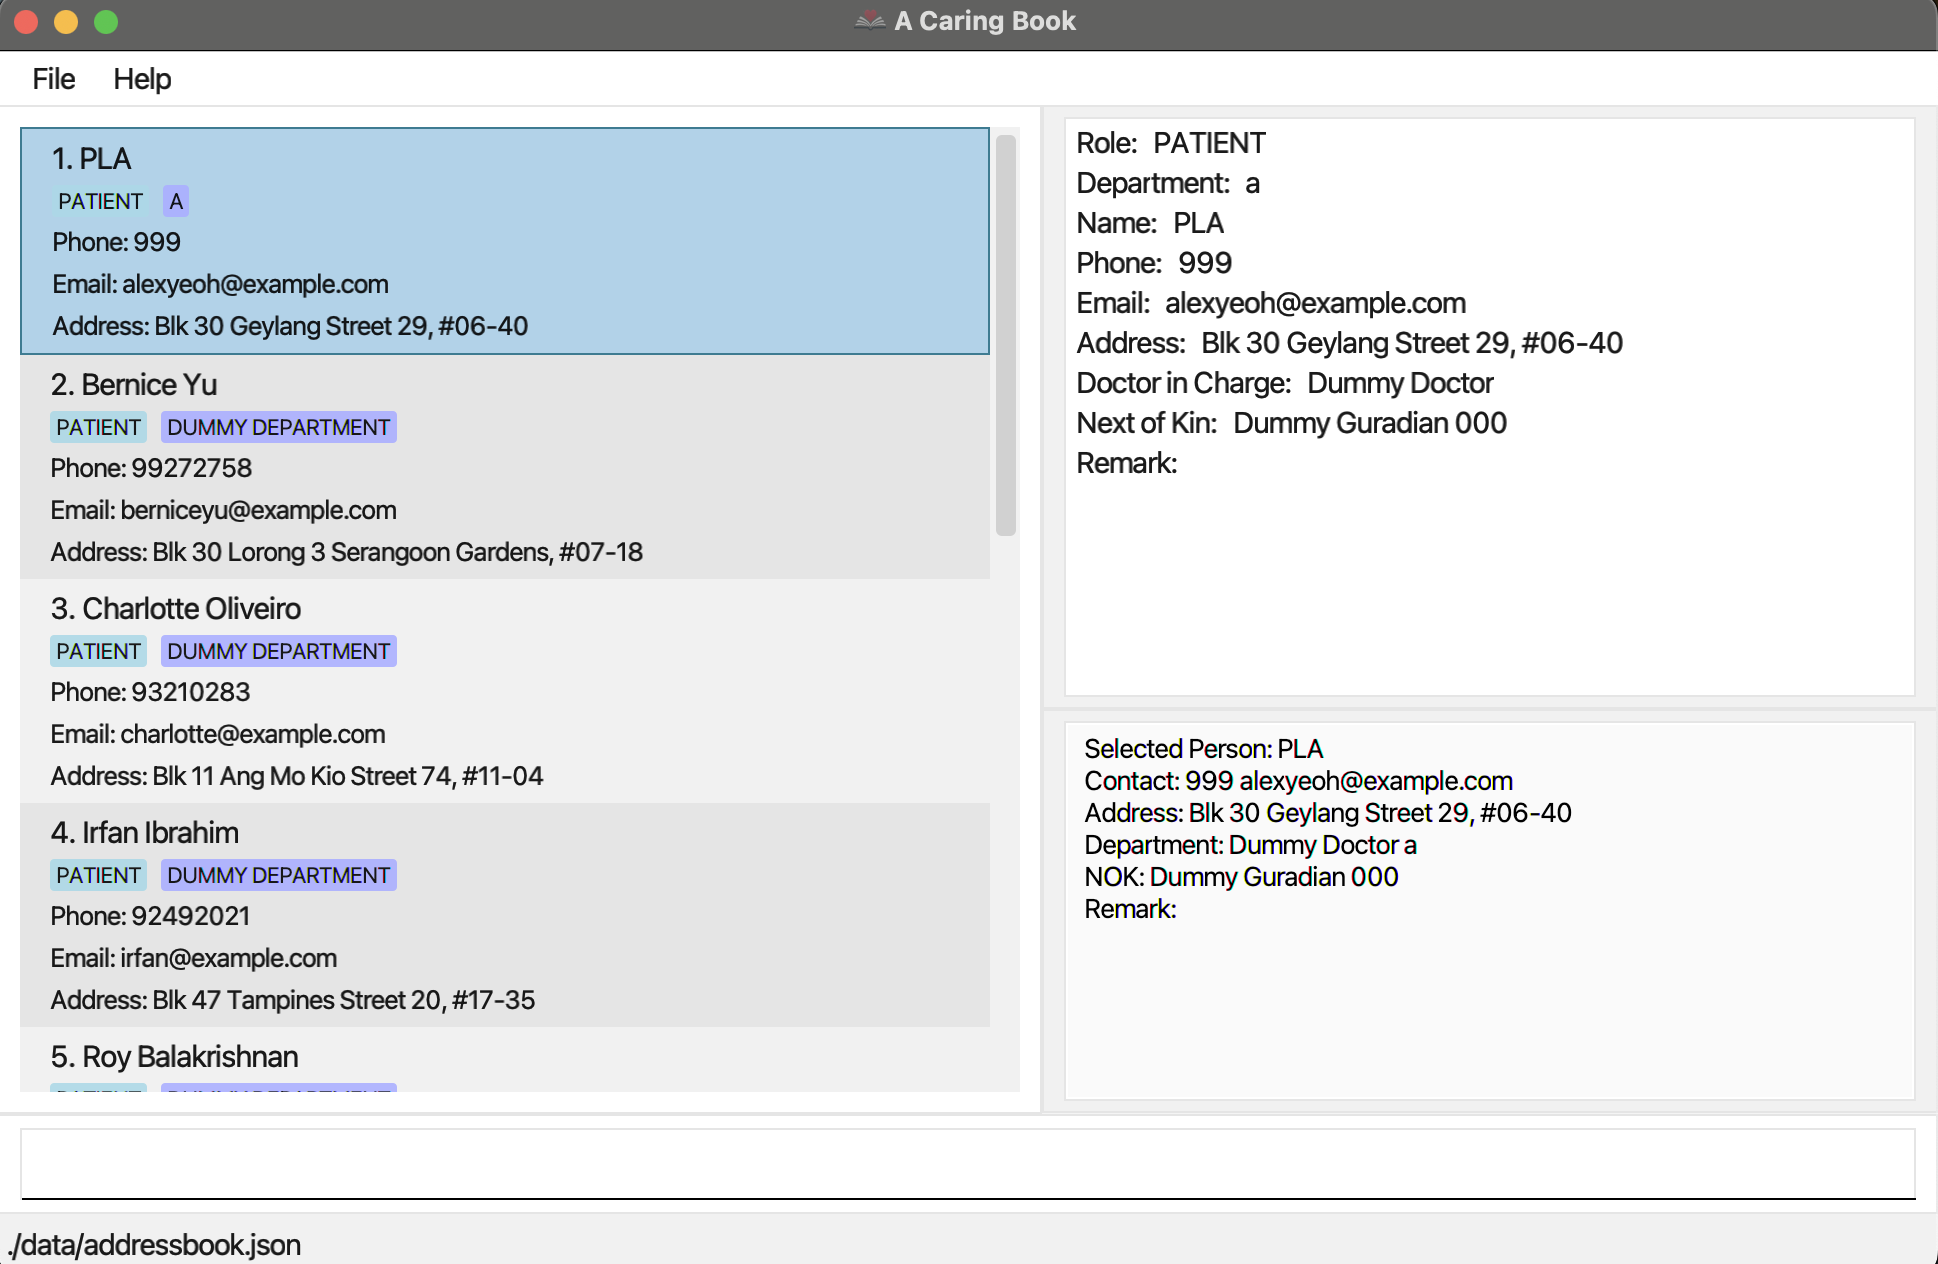 A Caring Book
File Help
1. PLA
PATIENT A
Phone: 999
Email: alexyeoh@example.com
Address: Blk 30 Geylang Street 29, #06-40
2. Bernice Yu
PATIENT DUMMY DEPARTMENT
Phone: 99272758
Email: berniceyu@example.com
Address: Blk 30 Lorong 3 Serangoon Gardens, #07-18
3. Charlotte Oliveiro
PATIENT DUMMY DEPARTMENT
Phone: 93210283
Email: charlotte@example.com
Address: Blk 11 Ang Mo Kio Street 74, #11-04
4. Irfan Ibrahim
PATIENT DUMMY DEPARTMENT
Phone: 92492021
Email: irfan@example.com
Address: Blk 47 Tampines Street 20, #17-35
5. Roy Balakrishnan
Role: PATIENT
Department: a
Name: PLA
Phone: 999
Email: alexyeoh@example.com
Address: Blk 30 Geylang Street 29, #06-40
Doctor in Charge: Dummy Doctor
Next of Kin: Dummy Guradian 000
Remark:
Selected Person: PLA
Contact: 999 alexyeoh@example.com
Address: Blk 30 Geylang Street 29, #06-40
Department: Dummy Doctor a
NOK: Dummy Guradian 000
Remark:
./data/addressbook.json